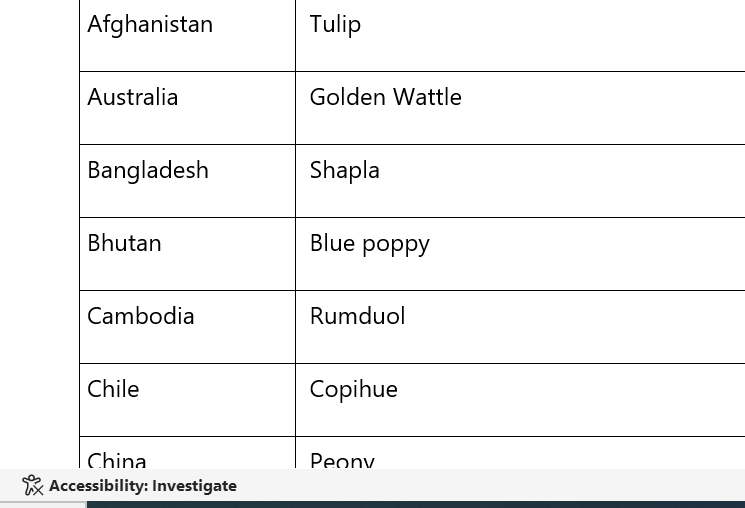 Afghanistan Tulip
Australia Golden Wattle
Bangladesh Shapla
Bhutan Blue poppy
Cambodia Rumduol
Chile Copihue
China Peony
Accessibility: Investigate